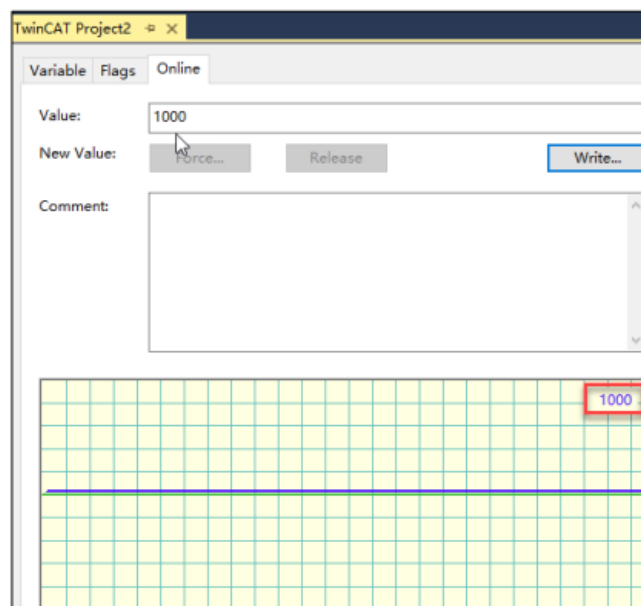 TwinCAT Project2
Variable Flags Online
Value: 1000
New Value: Force... Release Write...
Comment:
1000